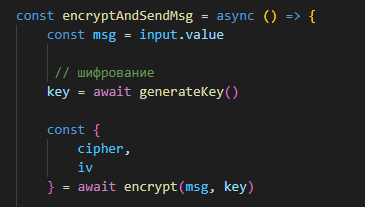 const encryptAndSendMsg = async () => {
const msg = input.value
// шифрование
key = await generateKey()
const {
cipher,
iv
} = await encrypt(msg, key)